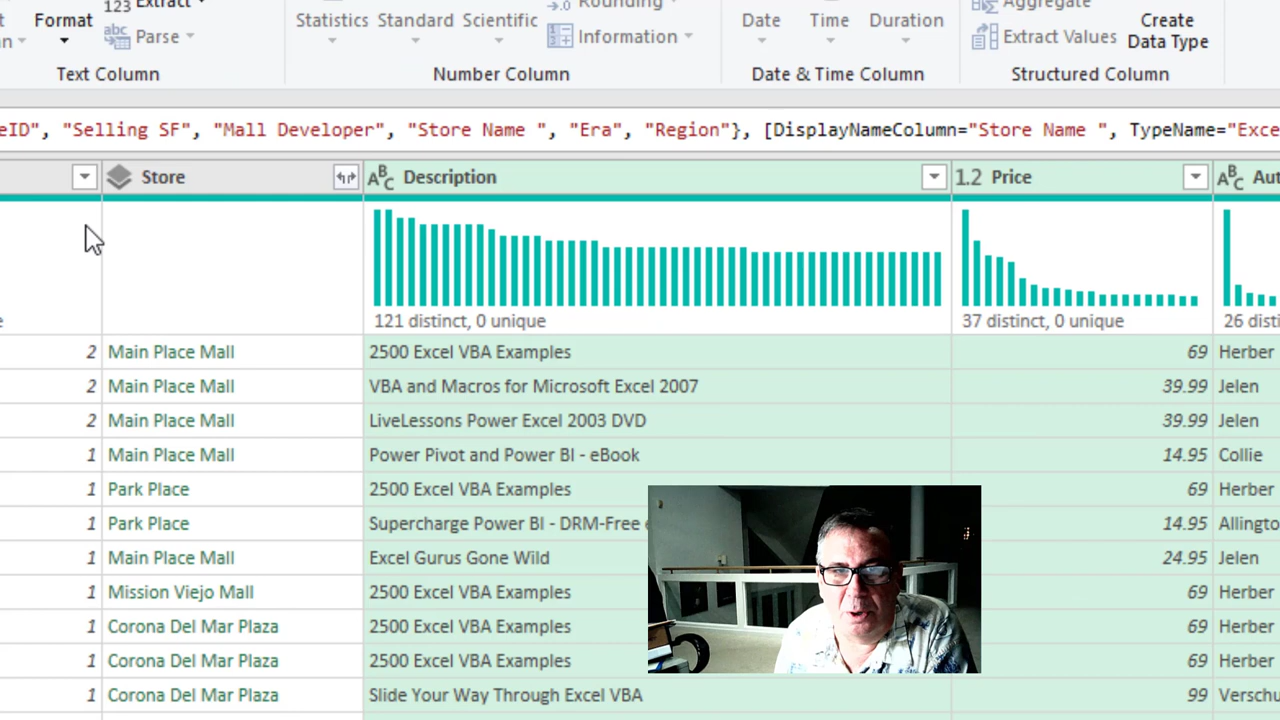 Extract
123
Format
abc Parse
Text Column
Statistics Standard Scientific
Rounding
Information
Number Column
Date Time Duration
Date & Time Column
Aggregate
Extract Values
Create
Data Type
Structured Column
eID", "Selling SF", "Mall Developer", "Store Name ", "Era", "Region"}, [DisplayNameColumn="Store Name ", TypeName="Exce
Store ABC Description 1.2 Price ABC Aut
121 distinct, 0 unique 37 distinct, 0 unique 26 disti
2 Main Place Mall 2500 Excel VBA Examples 69 Herber
2 Main Place Mall VBA and Macros for Microsoft Excel 2007 39.99 Jelen
2 Main Place Mall LiveLessons Power Excel 2003 DVD 39.99 Jelen
1 Main Place Mall Power Pivot and Power BI - eBook 14.95 Collie
1 Park Place 2500 Excel VBA Examples 69 Herber
1 Park Place Supercharge Power BI - DRM-Free 14.95 Allingto
1 Main Place Mall Excel Gurus Gone Wild 24.95 Jelen
1 Mission Viejo Mall 2500 Excel VBA Examples 69 Herber
1 Corona Del Mar Plaza 2500 Excel VBA Examples 69 Herber
1 Corona Del Mar Plaza 2500 Excel VBA Examples 69 Herber
1 Corona Del Mar Plaza Slide Your Way Through Excel VBA 99 Verschu